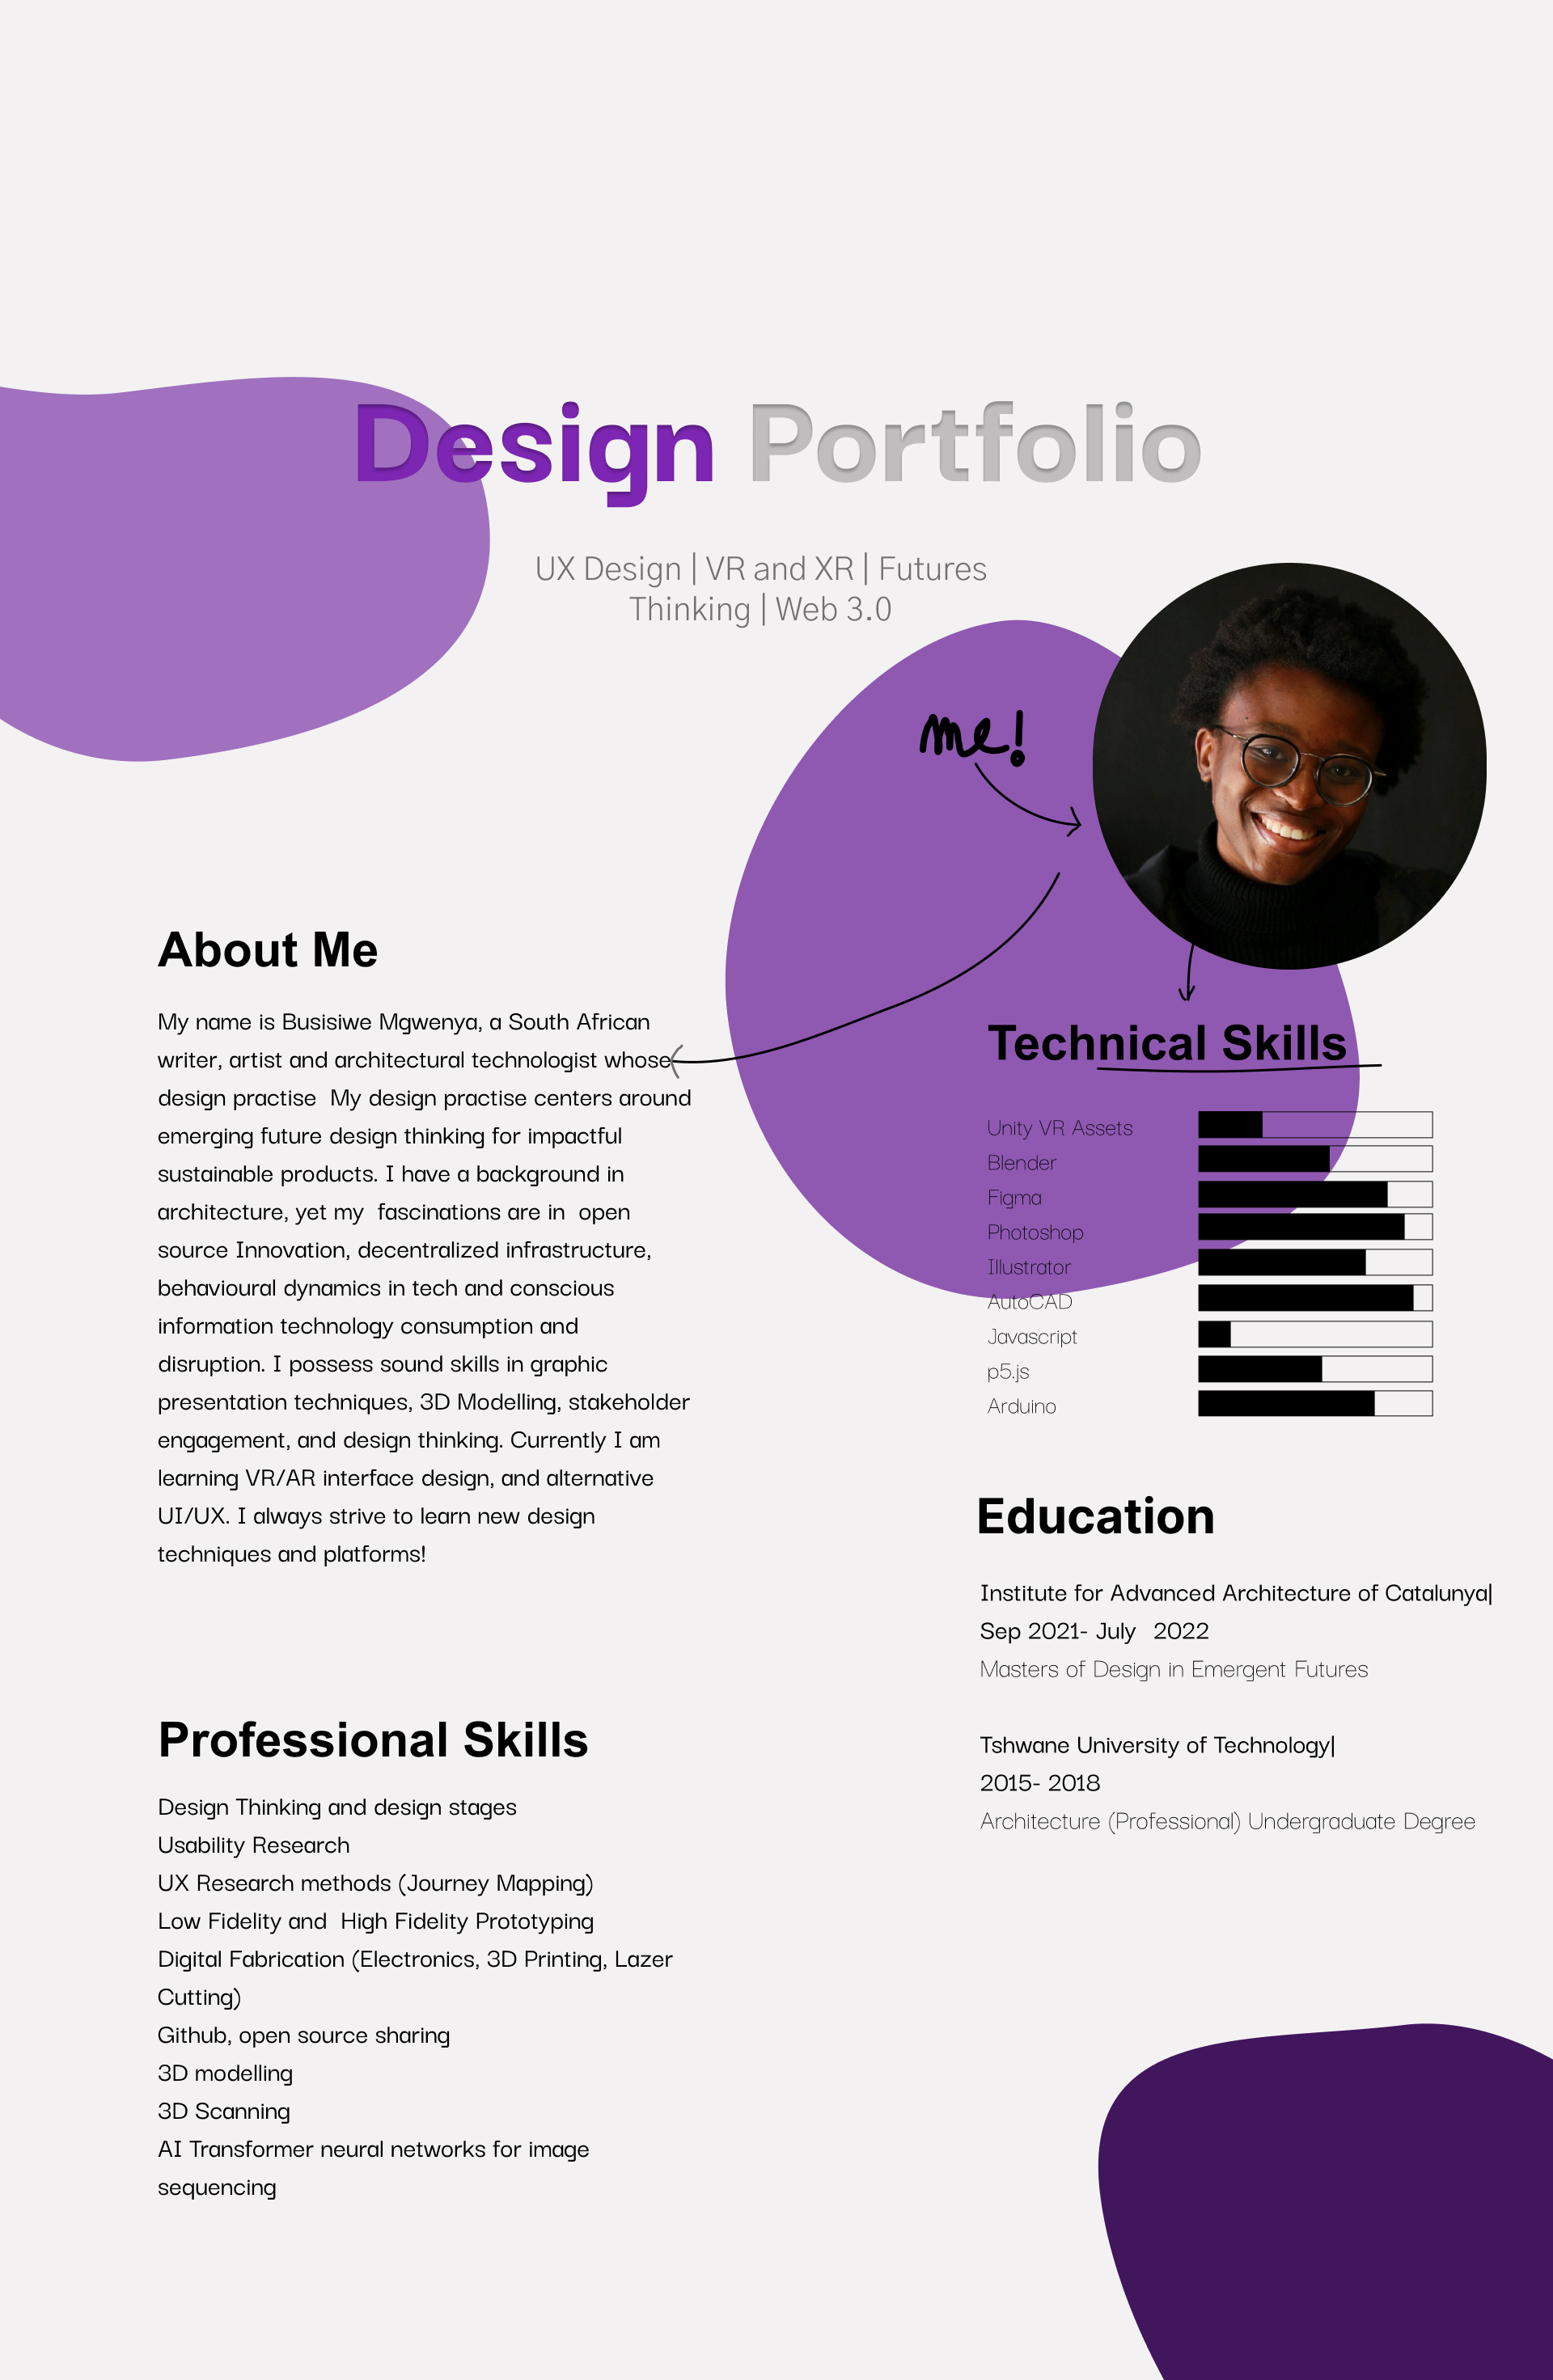 Design Portfolio
UX Design | VR and XR | Futures
Thinking | Web 3.0
me!
About Me
My name is Busisiwe Mgwenya, a South African
writer, artist and architectural technologist whose
design practise  My design practise centers around
emerging future design thinking for impactful
sustainable products. I have a background in
architecture, yet my  fascinations are in  open
source Innovation, decentralized infrastructure,
behavioural dynamics in tech and conscious
information technology consumption and
disruption. I possess sound skills in graphic
presentation techniques, 3D Modelling, stakeholder
engagement, and design thinking. Currently I am
learning VR/AR interface design, and alternative
UI/UX. I always strive to learn new design
techniques and platforms!
Professional Skills
Design Thinking and design stages
Usability Research
UX Research methods (Journey Mapping)
Low Fidelity and  High Fidelity Prototyping
Digital Fabrication (Electronics, 3D Printing, Lazer
Cutting)
Github, open source sharing
3D modelling
3D Scanning
AI Transformer neural networks for image
sequencing
Technical Skills
Unity VR Assets
Blender
Figma
Photoshop
Illustrator
AutoCAD
Javascript
p5.js
Arduino
Education
Institute for Advanced Architecture of Catalunya|
Sep 2021- July  2022
Masters of Design in Emergent Futures
Tshwane University of Technology|
2015- 2018
Architecture (Professional) Undergraduate Degree